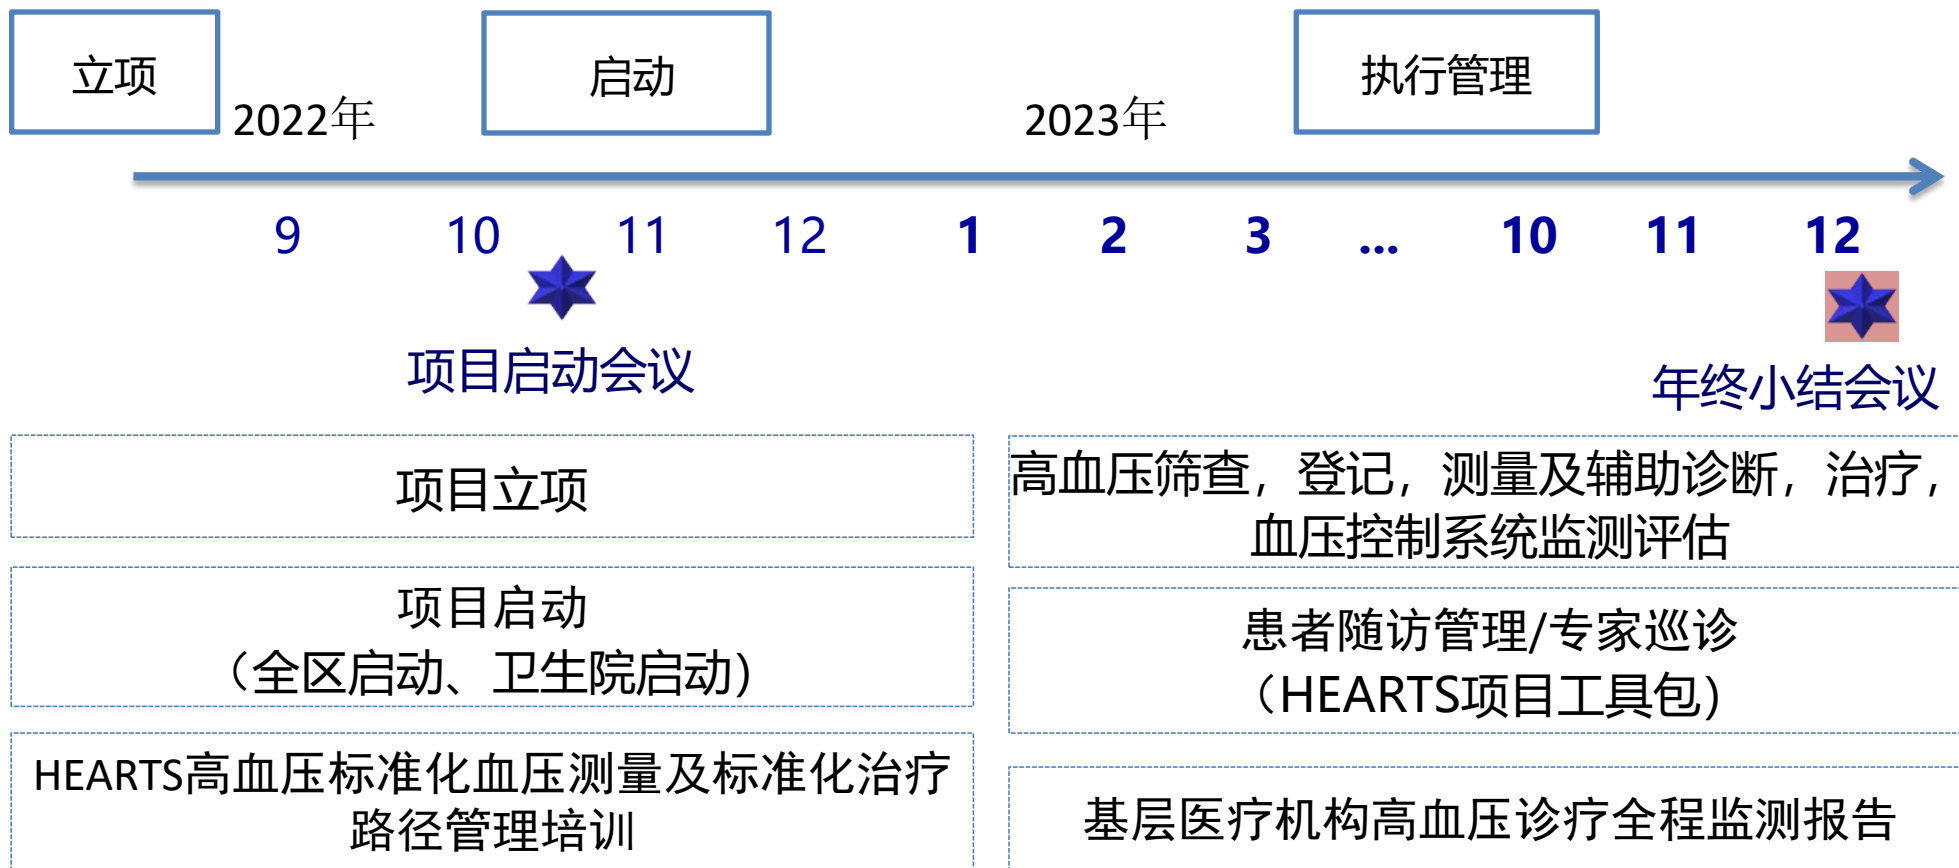 立项
启动
执行管理
2022年
2023年
9 10 11 12 1 2 3 ... 10 11 12
项目启动会议
年终小结会议
项目立项
项目启动
（全区启动、卫生院启动）
HEARTS高血压标准化血压测量及标准化治疗
路径管理培训
高血压筛查，登记，测量及辅助诊断，治疗，
血压控制系统监测评估
患者随访管理/专家巡诊
（HEARTS项目工具包）
基层医疗机构高血压诊疗全程监测报告